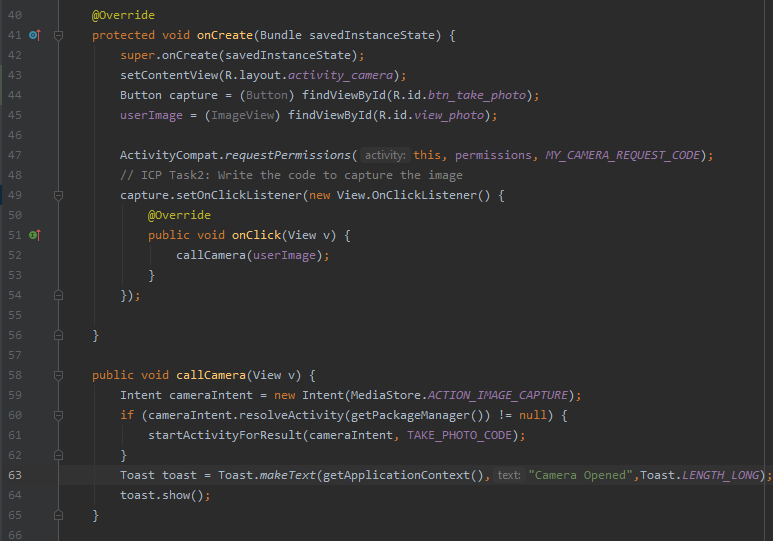 40 @Override
41 protected void onCreate(Bundle savedInstanceState) {
42 super.onCreate(savedInstanceState);
43 setContentView(R.layout.activity_camera);
44 Button capture = (Button) findViewById(R.id.btn_take_photo);
45 userImage = (ImageView) findViewById(R.id.view_photo);
46
47 ActivityCompat.requestPermissions( activity: this, permissions, MY_CAMERA_REQUEST_CODE);
48 // ICP Task2: Write the code to capture the image
49 capture.setOnClickListener(new View.OnClickListener() {
50 @Override
51 public void onClick(View v) {
52 callCamera(userImage);
53 }
54 });
55
56 }
57
58 public void callCamera(View v) {
59 Intent cameraIntent = new Intent(MediaStore.ACTION_IMAGE_CAPTURE);
60 if (cameraIntent.resolveActivity(getPackageManager()) != null) {
61 startActivityForResult(cameraIntent, TAKE_PHOTO_CODE);
62 }
63 Toast toast = Toast.makeText(getApplicationContext(), text: "Camera Opened",Toast.LENGTH_LONG);
64 toast.show();
65 }
66